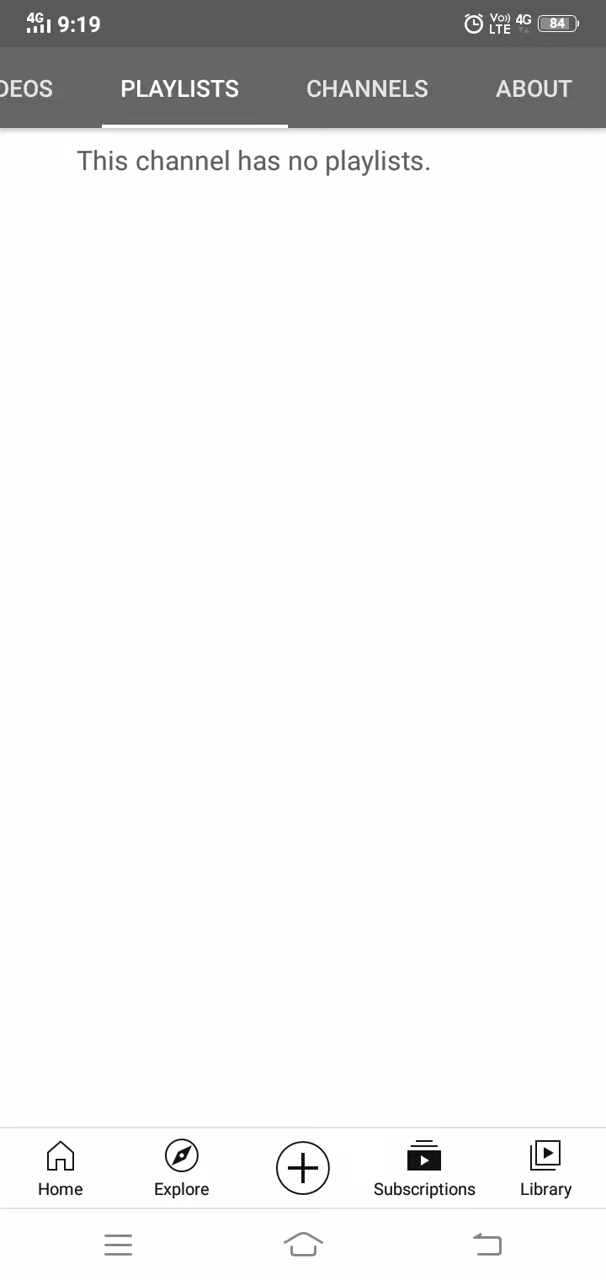 4G 9:19 Vo)) LTE 4G 84
DEOS PLAYLISTS CHANNELS ABOUT
This channel has no playlists.
Home Explore Subscriptions Library